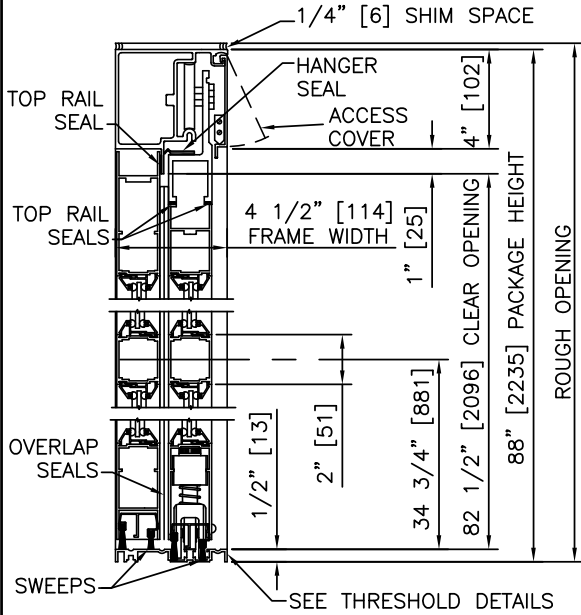 1/4” [6] SHIM SPACE
HANGER
SEAL
TOP RAIL
SEAL
ACCESS
COVER
4” [102]
TOP RAIL
SEALS
4 1/2” [114]
FRAME WIDTH
1” [25]
82 1/2” [2096] CLEAR OPENING
88” [2235] PACKAGE HEIGHT
ROUGH OPENING
OVERLAP
SEALS
1/2” [13]
2” [51]
34 3/4” [881]
SWEEPS
SEE THRESHOLD DETAILS